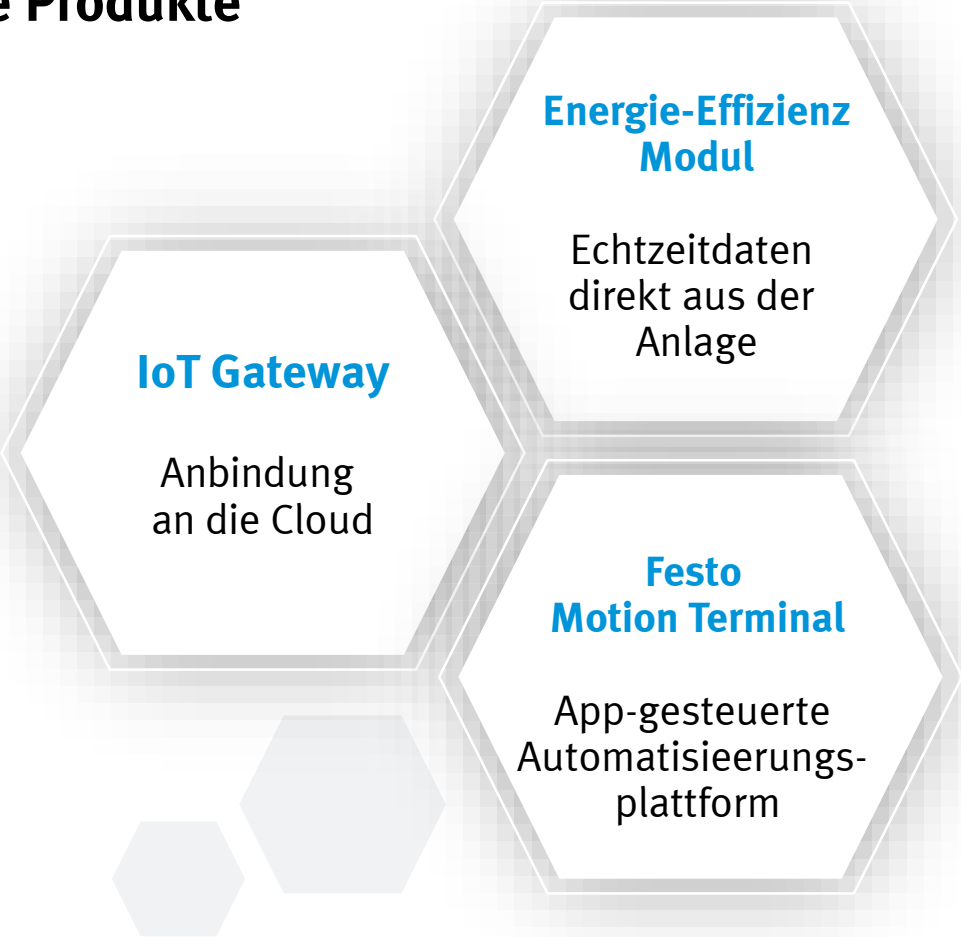 e Produkte
Energie-Effizienz
Modul
Echtzeitdaten
direkt aus der
Anlage
IoT Gateway
Anbindung
an die Cloud
Festo
Motion Terminal
App-gesteuerte
Automatisieerungs-
plattform